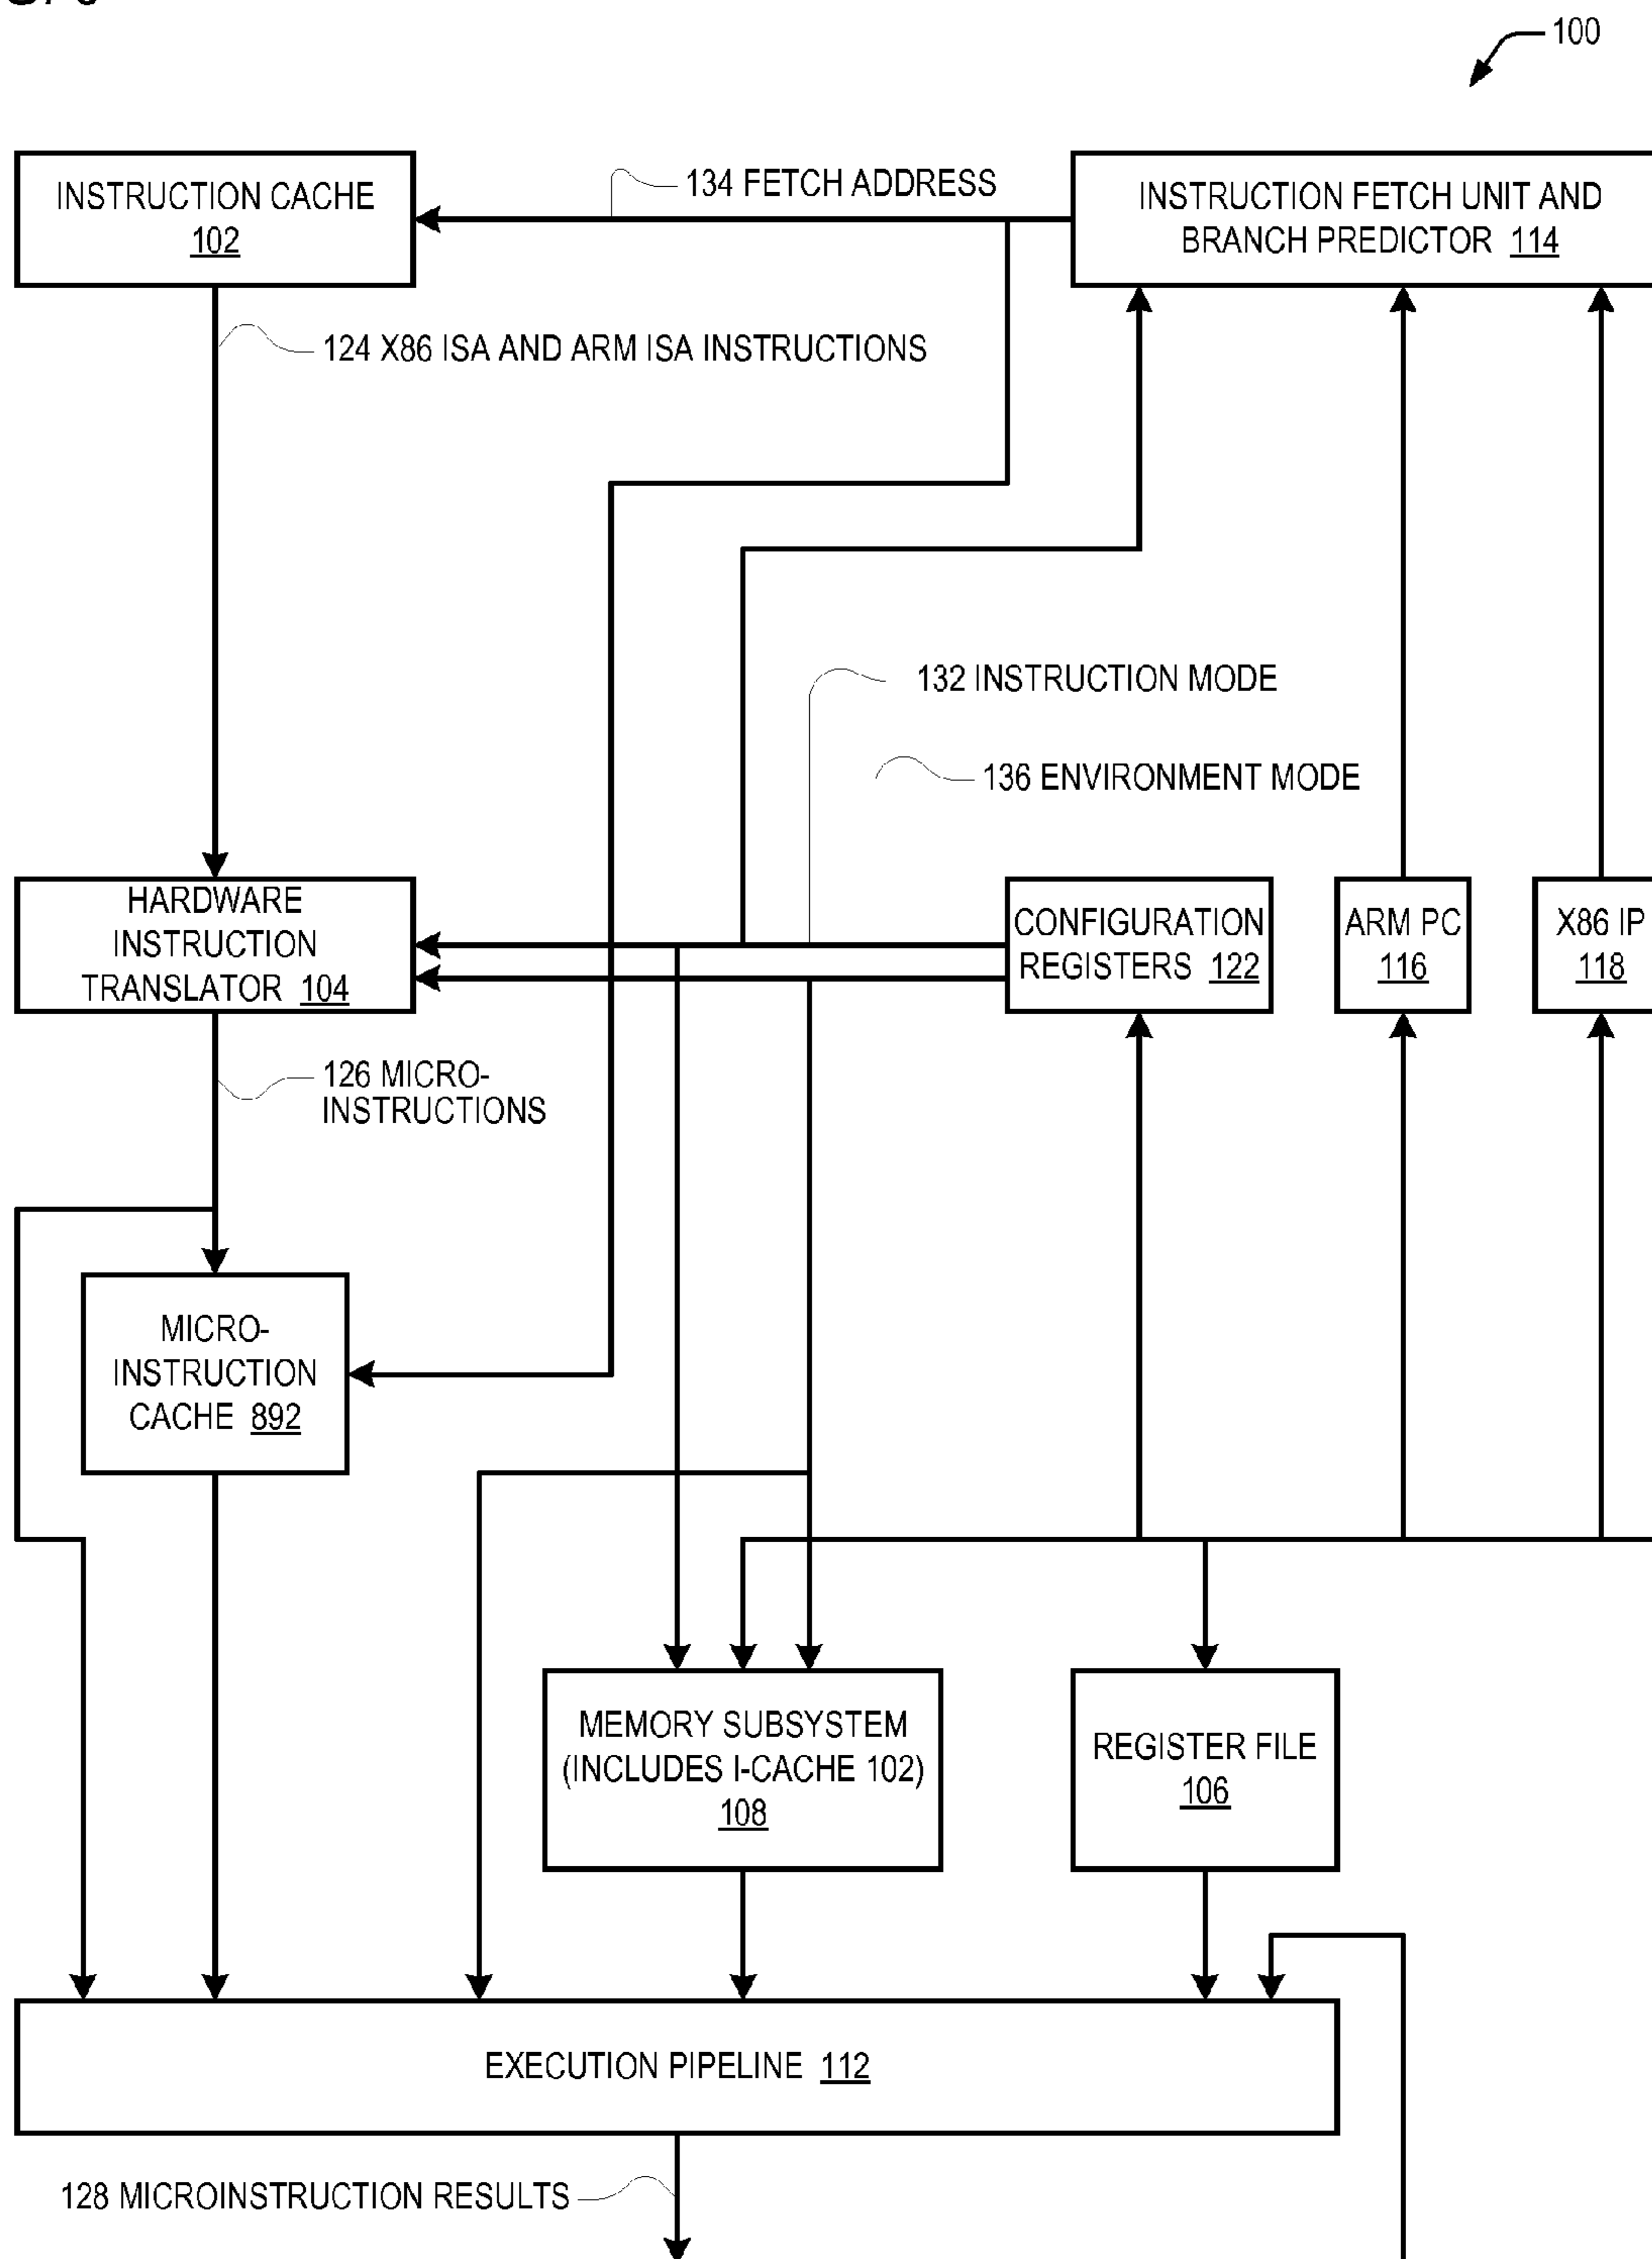 100
INSTRUCTION CACHE
102
134 FETCH ADDRESS
INSTRUCTION FETCH UNIT AND
BRANCH PREDICTOR 114
124 X86 ISA AND ARM ISA INSTRUCTIONS
132 INSTRUCTION MODE
136 ENVIRONMENT MODE
HARDWARE
INSTRUCTION
TRANSLATOR 104
CONFIGURATION
REGISTERS 122
ARM PC
116
X86 IP
118
126 MICRO-
INSTRUCTIONS
MICRO-
INSTRUCTION
CACHE 892
MEMORY SUBSYSTEM
(INCLUDES I-CACHE 102)
108
REGISTER FILE
106
EXECUTION PIPELINE 112
128 MICROINSTRUCTION RESULTS